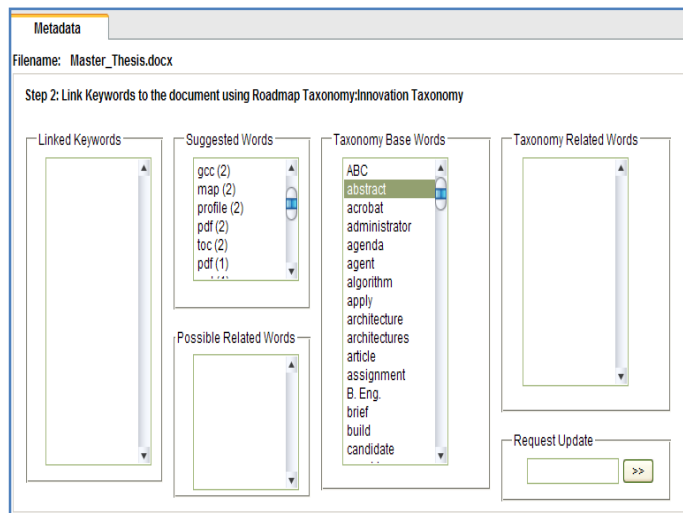 Metadata
Filename: Master_Thesis.docx
Step 2: Link Keywords to the document using Roadmap Taxonomy:Innovation Taxonomy
Linked Keywords
Suggested Words
gcc (2)
map (2)
profile (2)
pdf (2)
toc (2)
pdf (1)
Possible Related Words
Taxonomy Base Words
ABC
abstract
acrobat
administrator
agenda
agent
algorithm
apply
architecture
architectures
article
assignment
B. Eng.
brief
build
candidate
Taxonomy Related Words
Request Update
>>